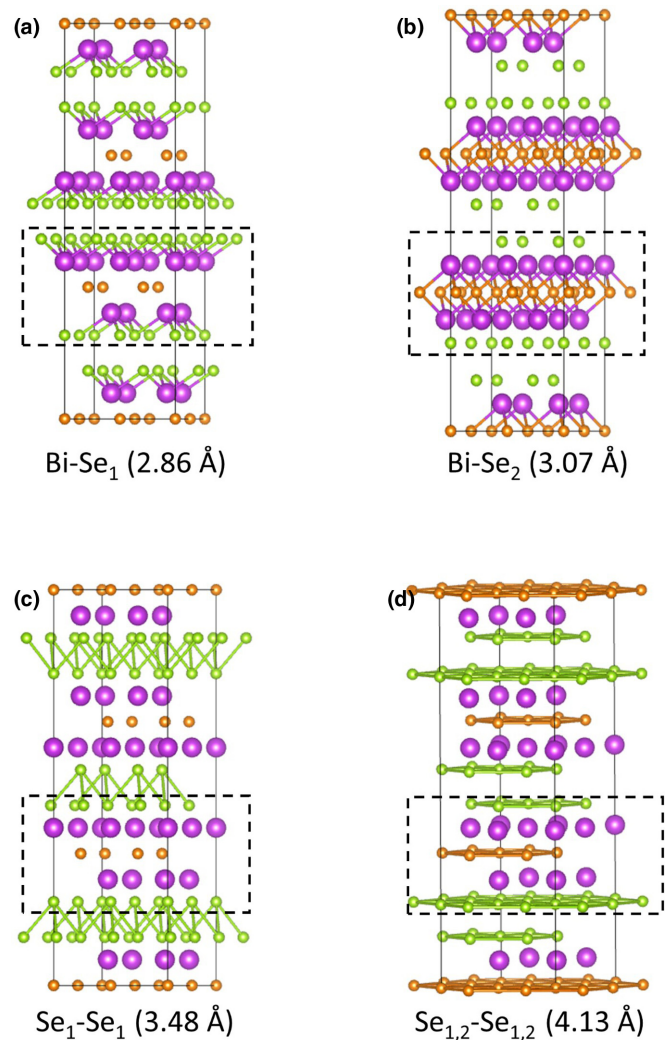 (a)
(b)
Bi-Se₁ (2.86 Å)
Bi-Se₂ (3.07 Å)
(c)
(d)
Se₁-Se₁ (3.48 Å)
Se₁,₂-Se₁,₂ (4.13 Å)